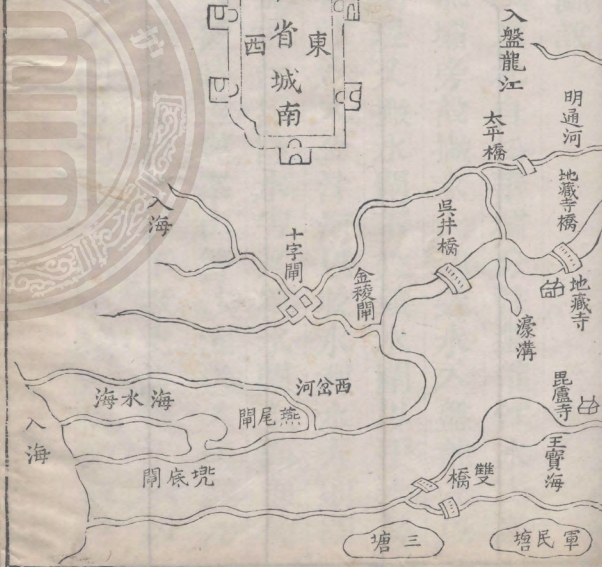 入盤龍江
明通河
地藏寺橋
地藏寺
太平橋
吳井橋
濠溝
東
省城南
西
金稜閘
十字閘
入海
毘盧寺
王寶海
雙橋
軍民塘
三塘
西岔河
燕尾閘
海水海
堍底閘
入海